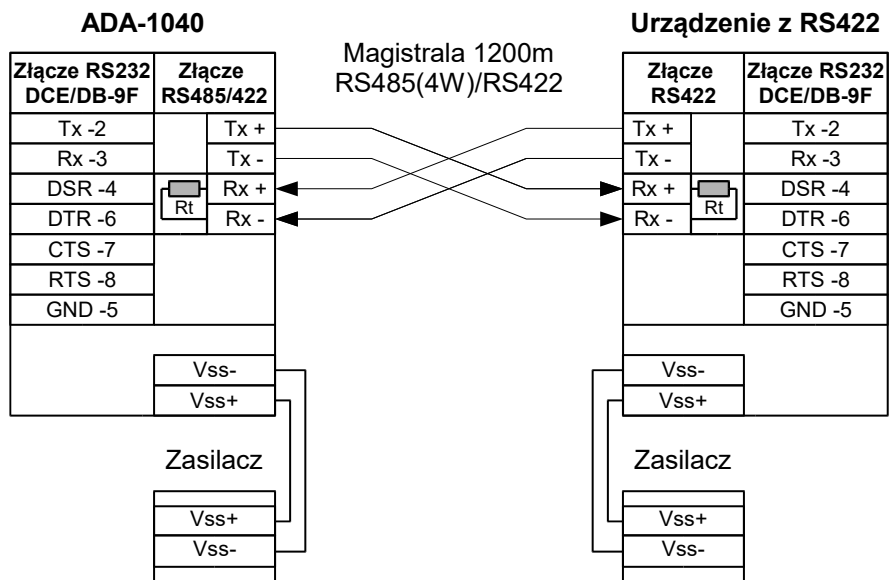 ADA-1040
Urządzenie z RS422
Magistrala 1200m
RS485(4W)/RS422
Złącze RS232
DCE/DB-9F
Złącze
RS485/422
Tx -2
Tx +
Rx -3
Tx -
DSR -4
Rx +
DTR -6
Rt
Rx -
CTS -7
RTS -8
GND -5
Vss-
Vss+
Zasilacz
Vss+
Vss-
Złącze
RS422
Złącze RS232
DCE/DB-9F
Tx +
Tx -2
Tx -
Rx -3
Rx +
DSR -4
Rx -
Rt
DTR -6
CTS -7
RTS -8
GND -5
Vss-
Vss+
Zasilacz
Vss+
Vss-